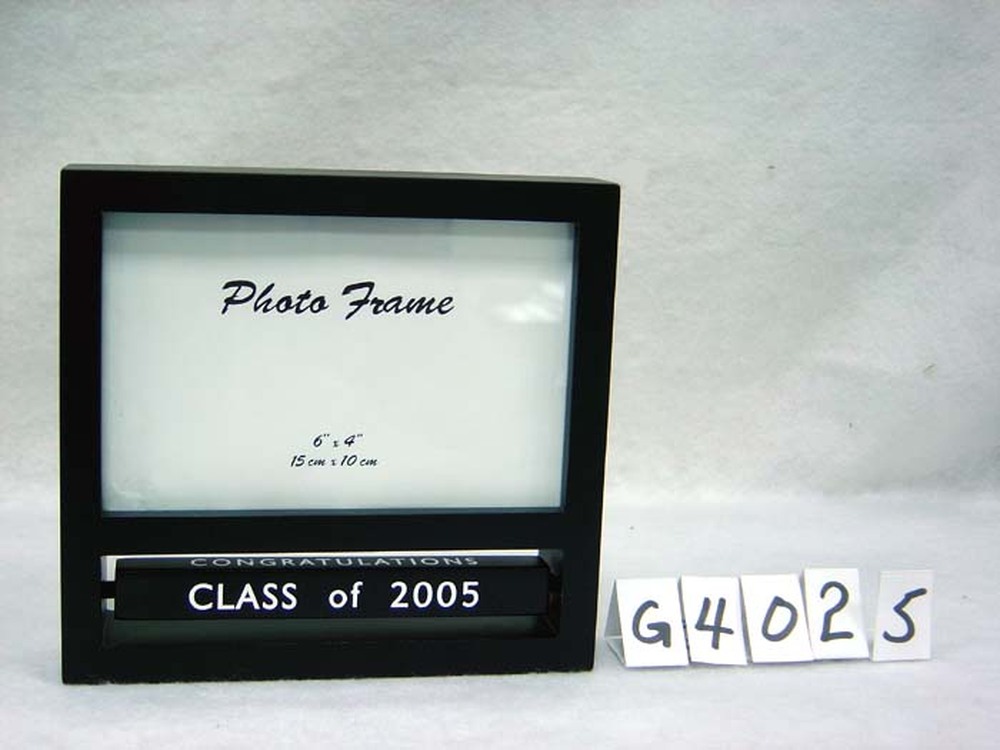 Photo Frame
6" x 4"
15 cm x 10 cm
CONGRATULATIONS
CLASS of 2005
G4025